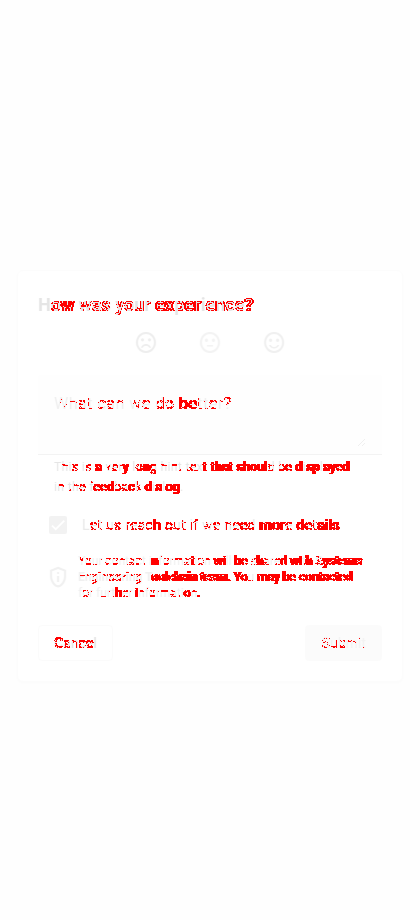 How was your experience?
What can we do better?
This is a very long hint text that should be displayed
in the feedback dialog
Let us reach out if we need more details
Your contact information will be shared with Systems
engineering team. You may be contacted
for further information.
Cancel
Submit